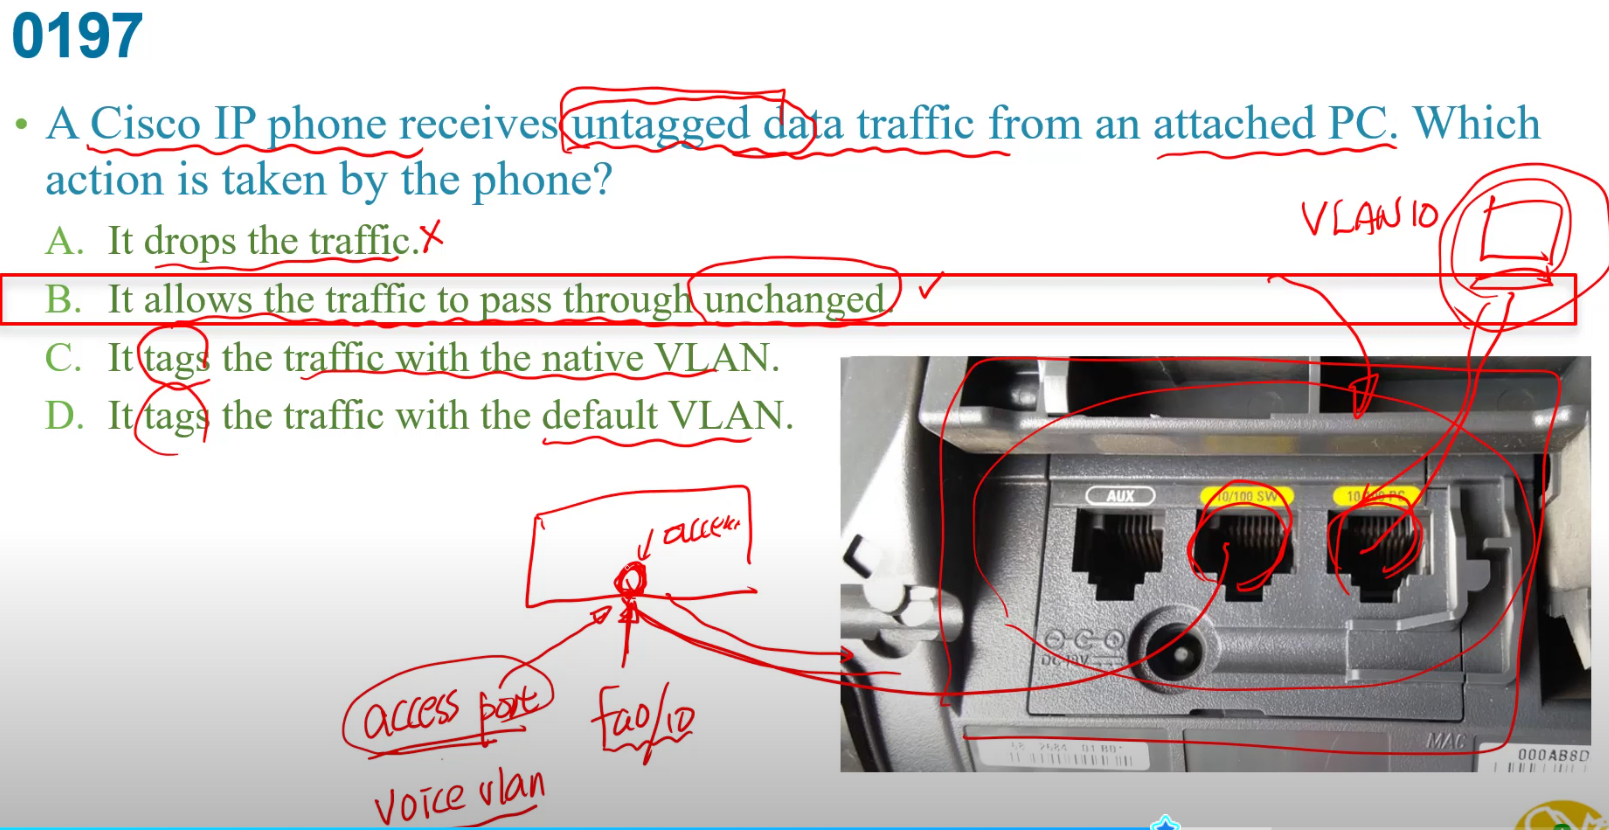 0197
• A Cisco IP phone receives untagged data traffic from an attached PC. Which
action is taken by the phone?
A. It drops the traffic.
B. It allows the traffic to pass through unchanged.
C. It tags the traffic with the native VLAN.
D. It tags the traffic with the default VLAN.
VLAN 10
AUX
10/100 SW
10/100 PC
access
access port
Fa0/10
voice vlan
MAC
000AB8D